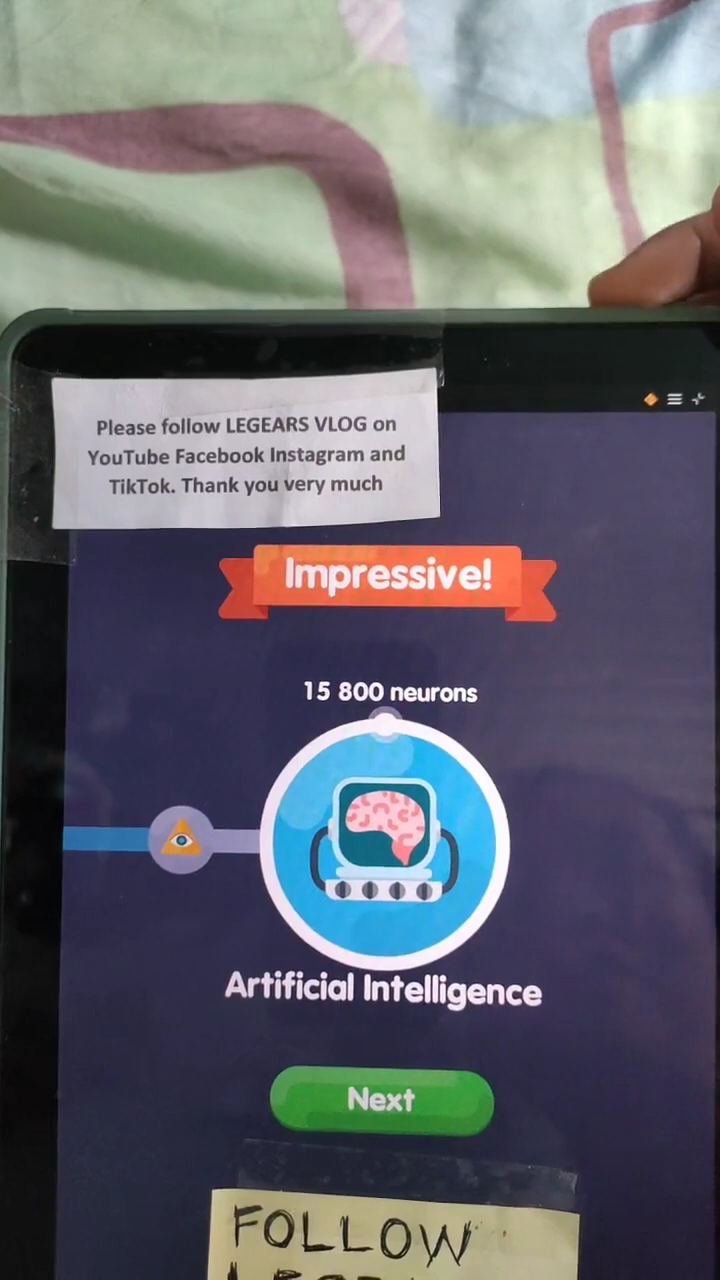 Please follow LEGEARS VLOG on
YouTube Facebook Instagram and
TikTok. Thank you very much
Impressive!
15 800 neurons
Artificial Intelligence
Next
FOLLOW